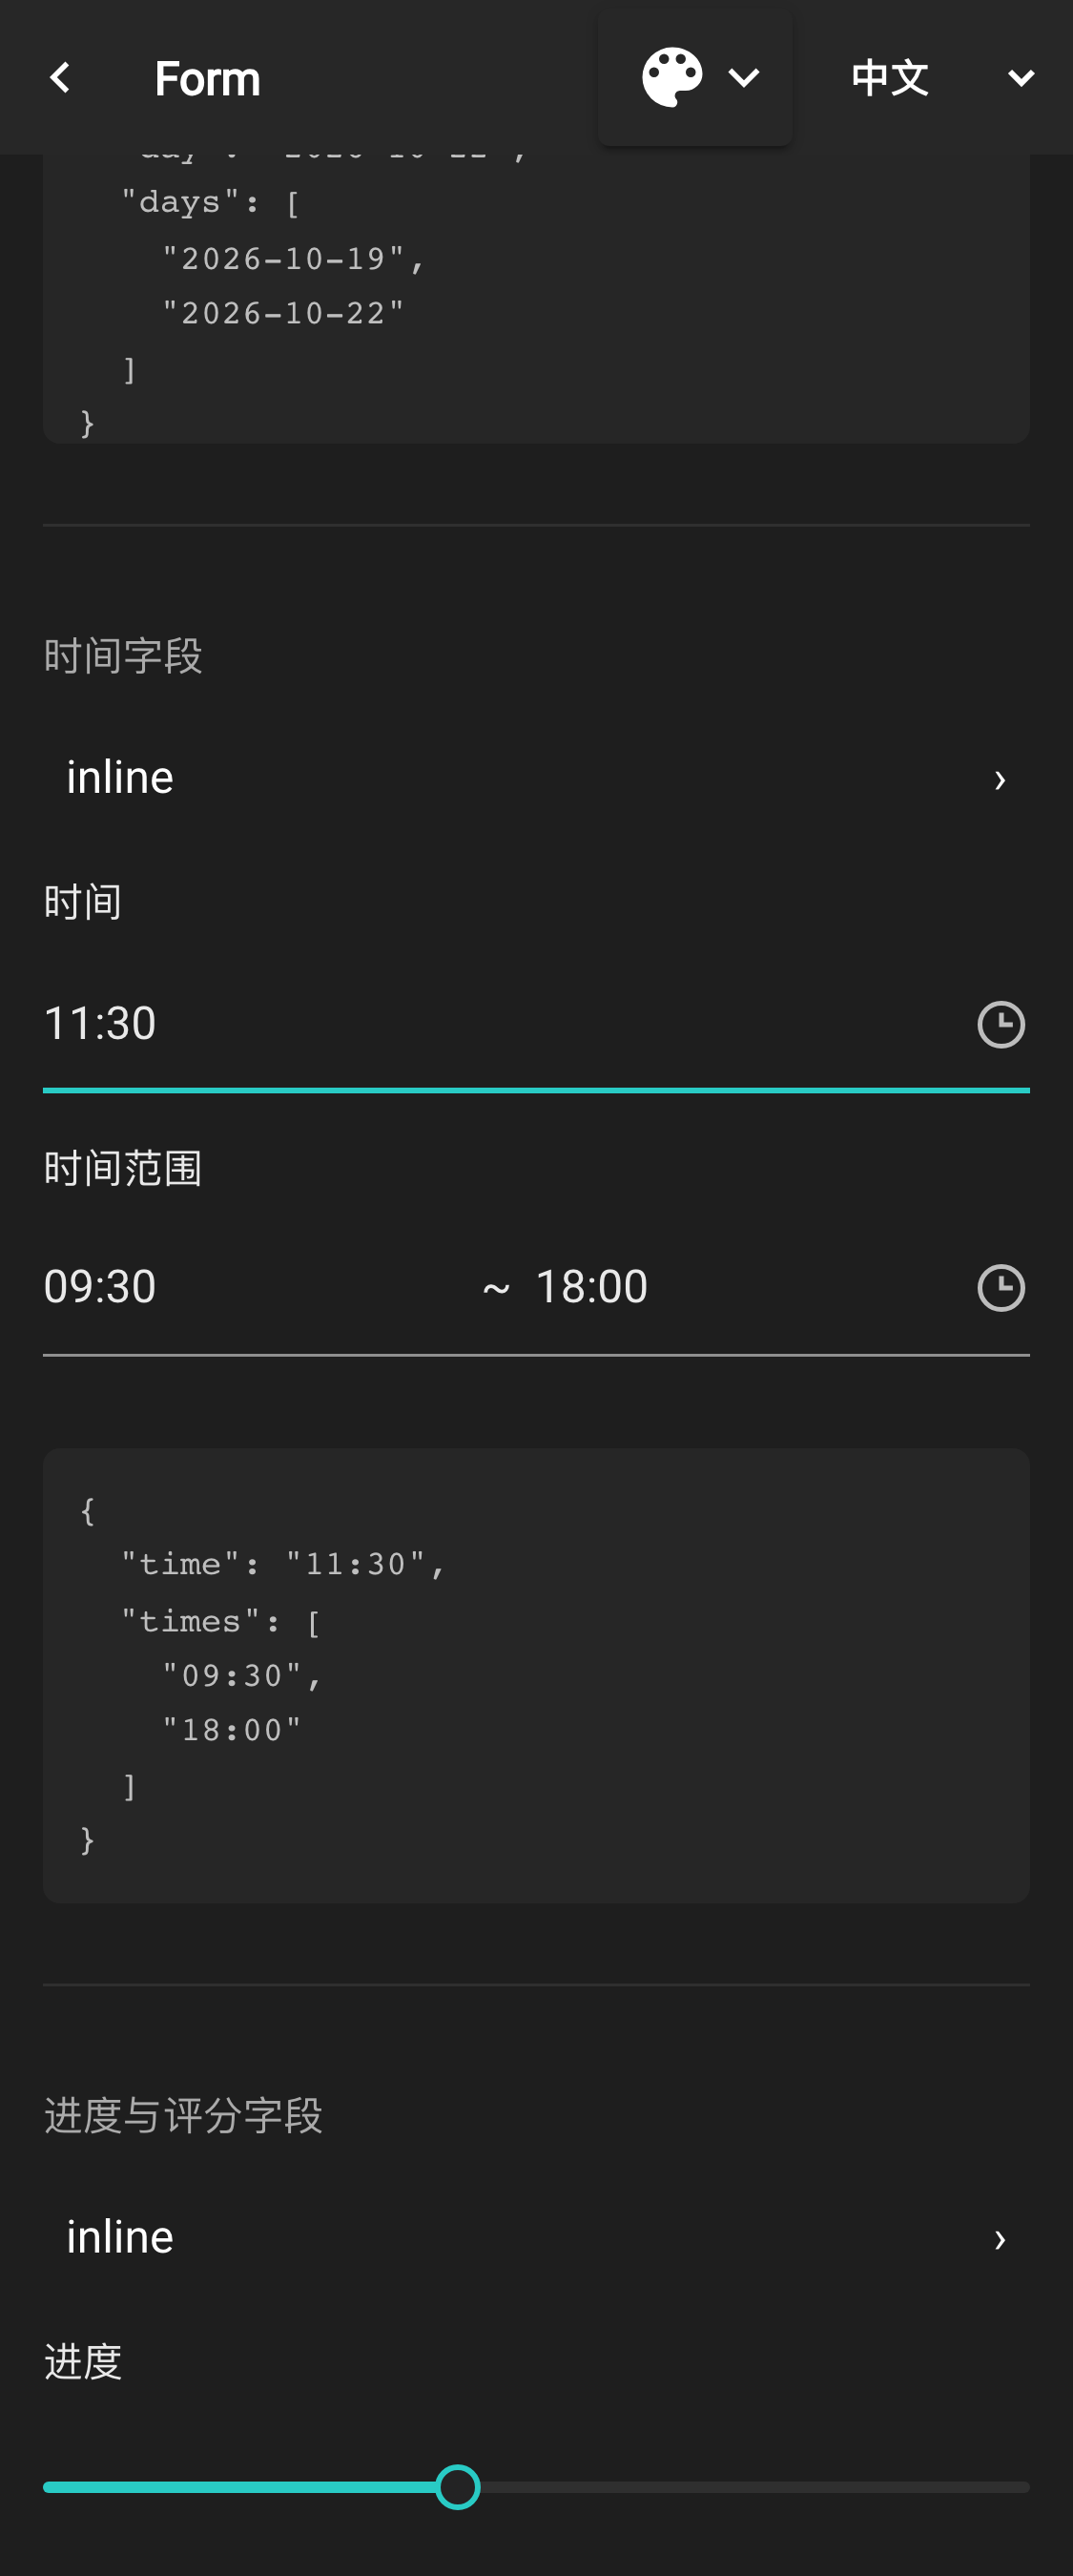 Form
中文
"days": [
"2026-10-19",
"2026-10-22"
]
}
时间字段
inline
时间
11:30
时间范围
09:30 ~ 18:00
{
"time": "11:30",
"times": [
"09:30",
"18:00"
]
}
进度与评分字段
inline
进度